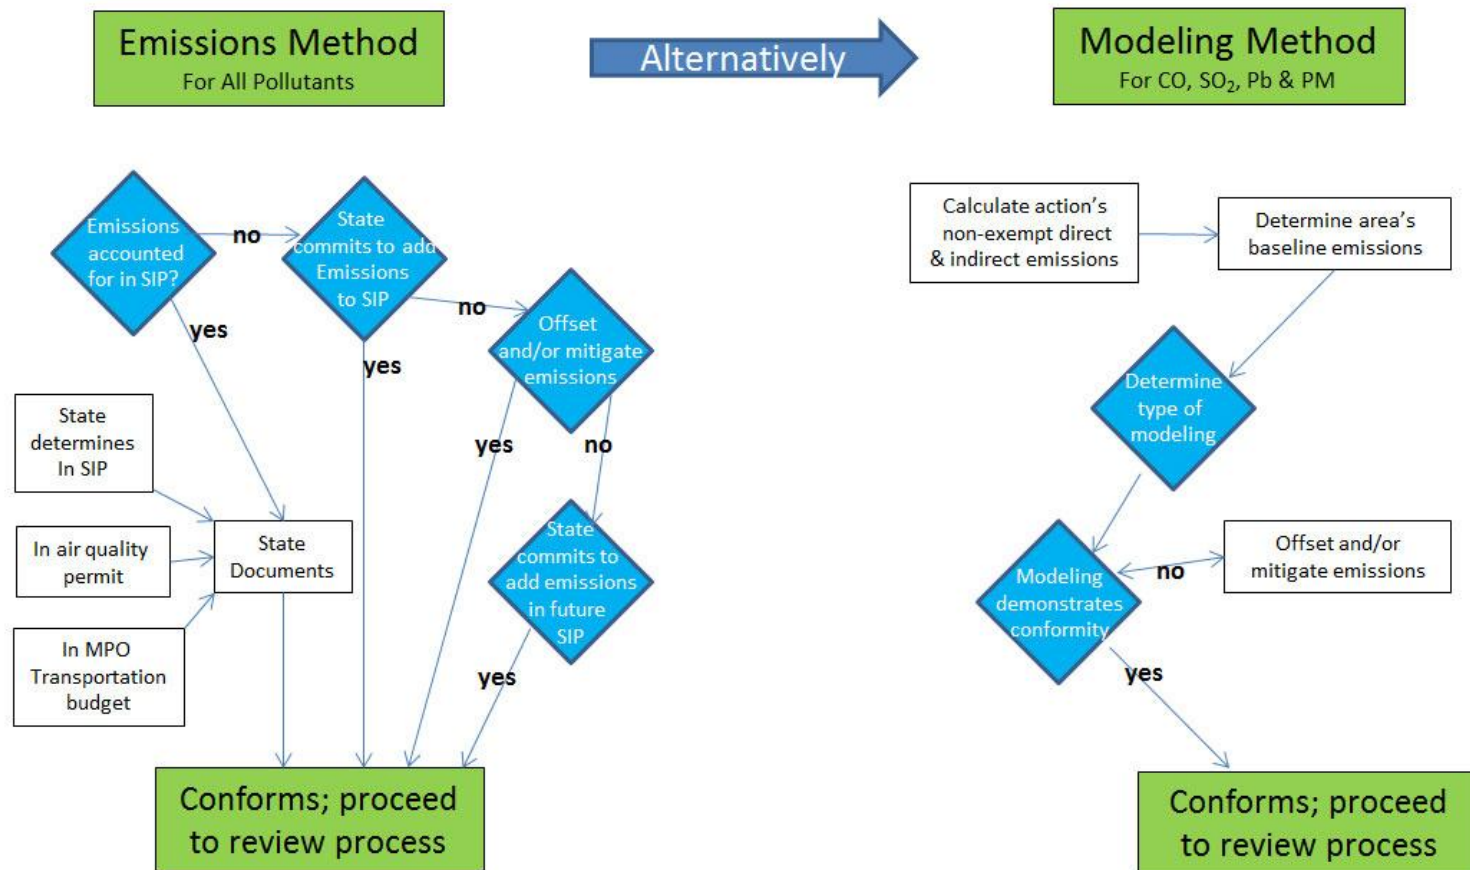 Emissions Method
For All Pollutants
Alternatively
Modeling Method
For CO, SO₂, Pb & PM
Emissions
accounted
for in SIP?
no
yes
State
commits to add
Emissions
to SIP
no
yes
Offset
and/or mitigate
emissions
yes
no
State
determines
In SIP
In air quality
permit
In MPO
Transportation
budget
State
Documents
State
commits to
add emissions
in future
SIP
yes
Conforms; proceed
to review process
Calculate action’s
non-exempt direct
& indirect emissions
Determine area’s
baseline emissions
Determine
type of
modeling
Modeling
demonstrates
conformity
no
Offset and/or
mitigate emissions
yes
Conforms; proceed
to review process